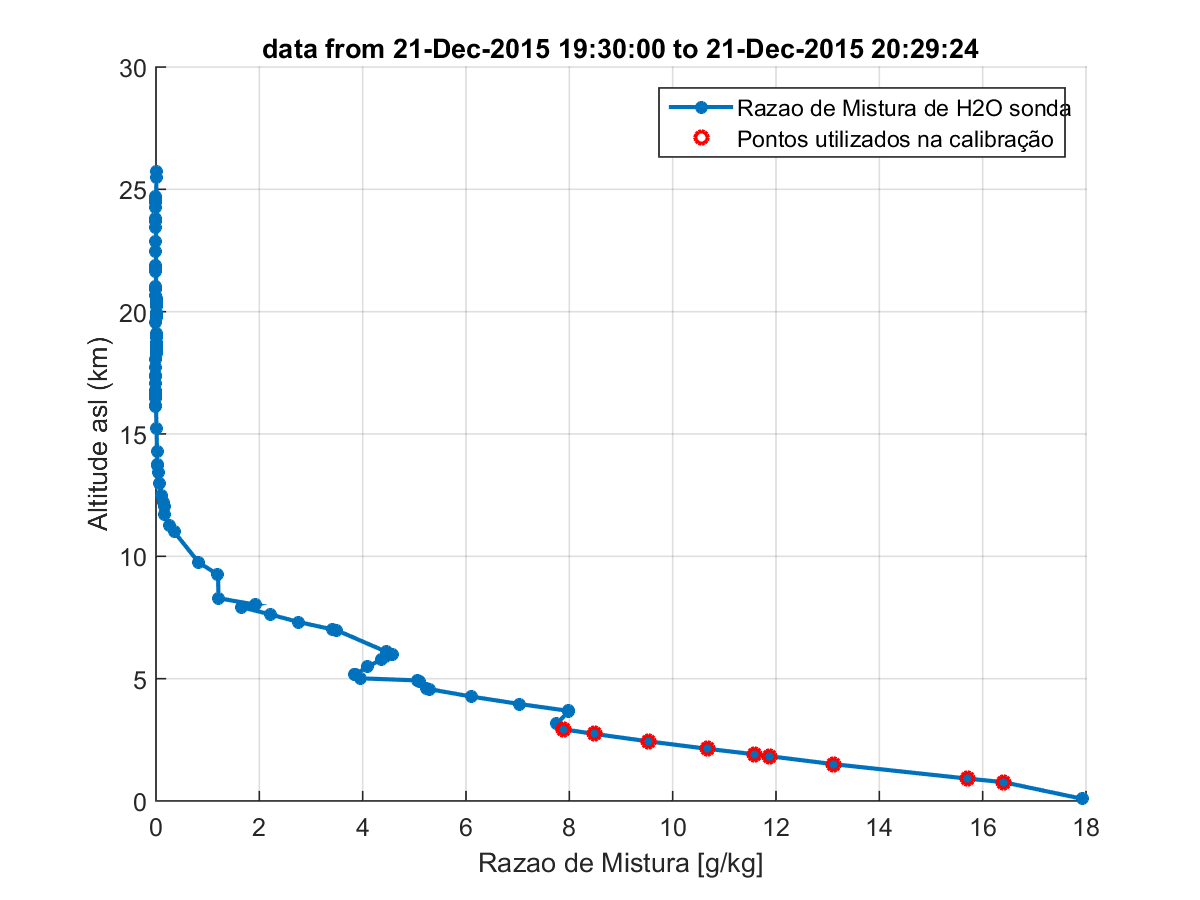 data from 21-Dec-2015 19:30:00 to 21-Dec-2015 20:29:24
Razao de Mistura de H2O sonda
Pontos utilizados na calibração
Altitude asl (km)
30
25
20
15
10
5
0
0 2 4 6 8 10 12 14 16 18
Razao de Mistura [g/kg]